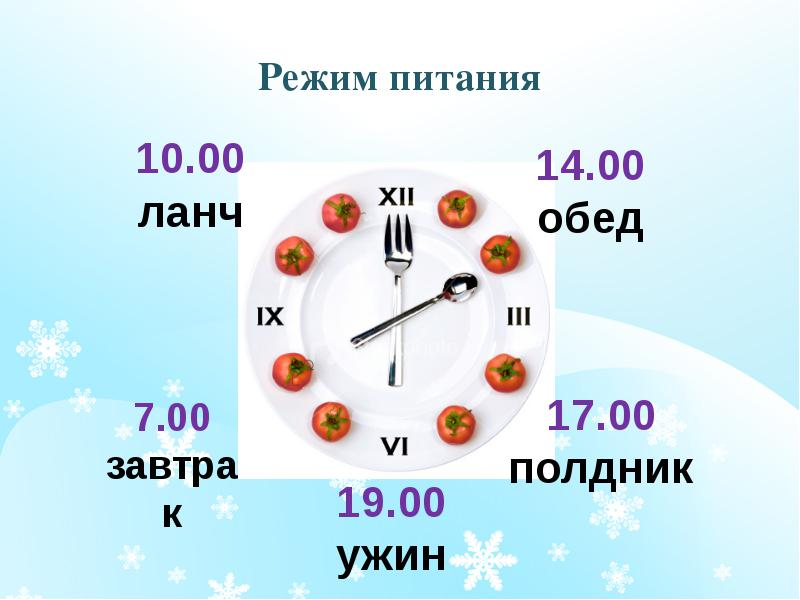 Режим питания
10.00
ланч
14.00
обед
XII
IX
III
VI
7.00
завтра
к
17.00
полдник
19.00
ужин